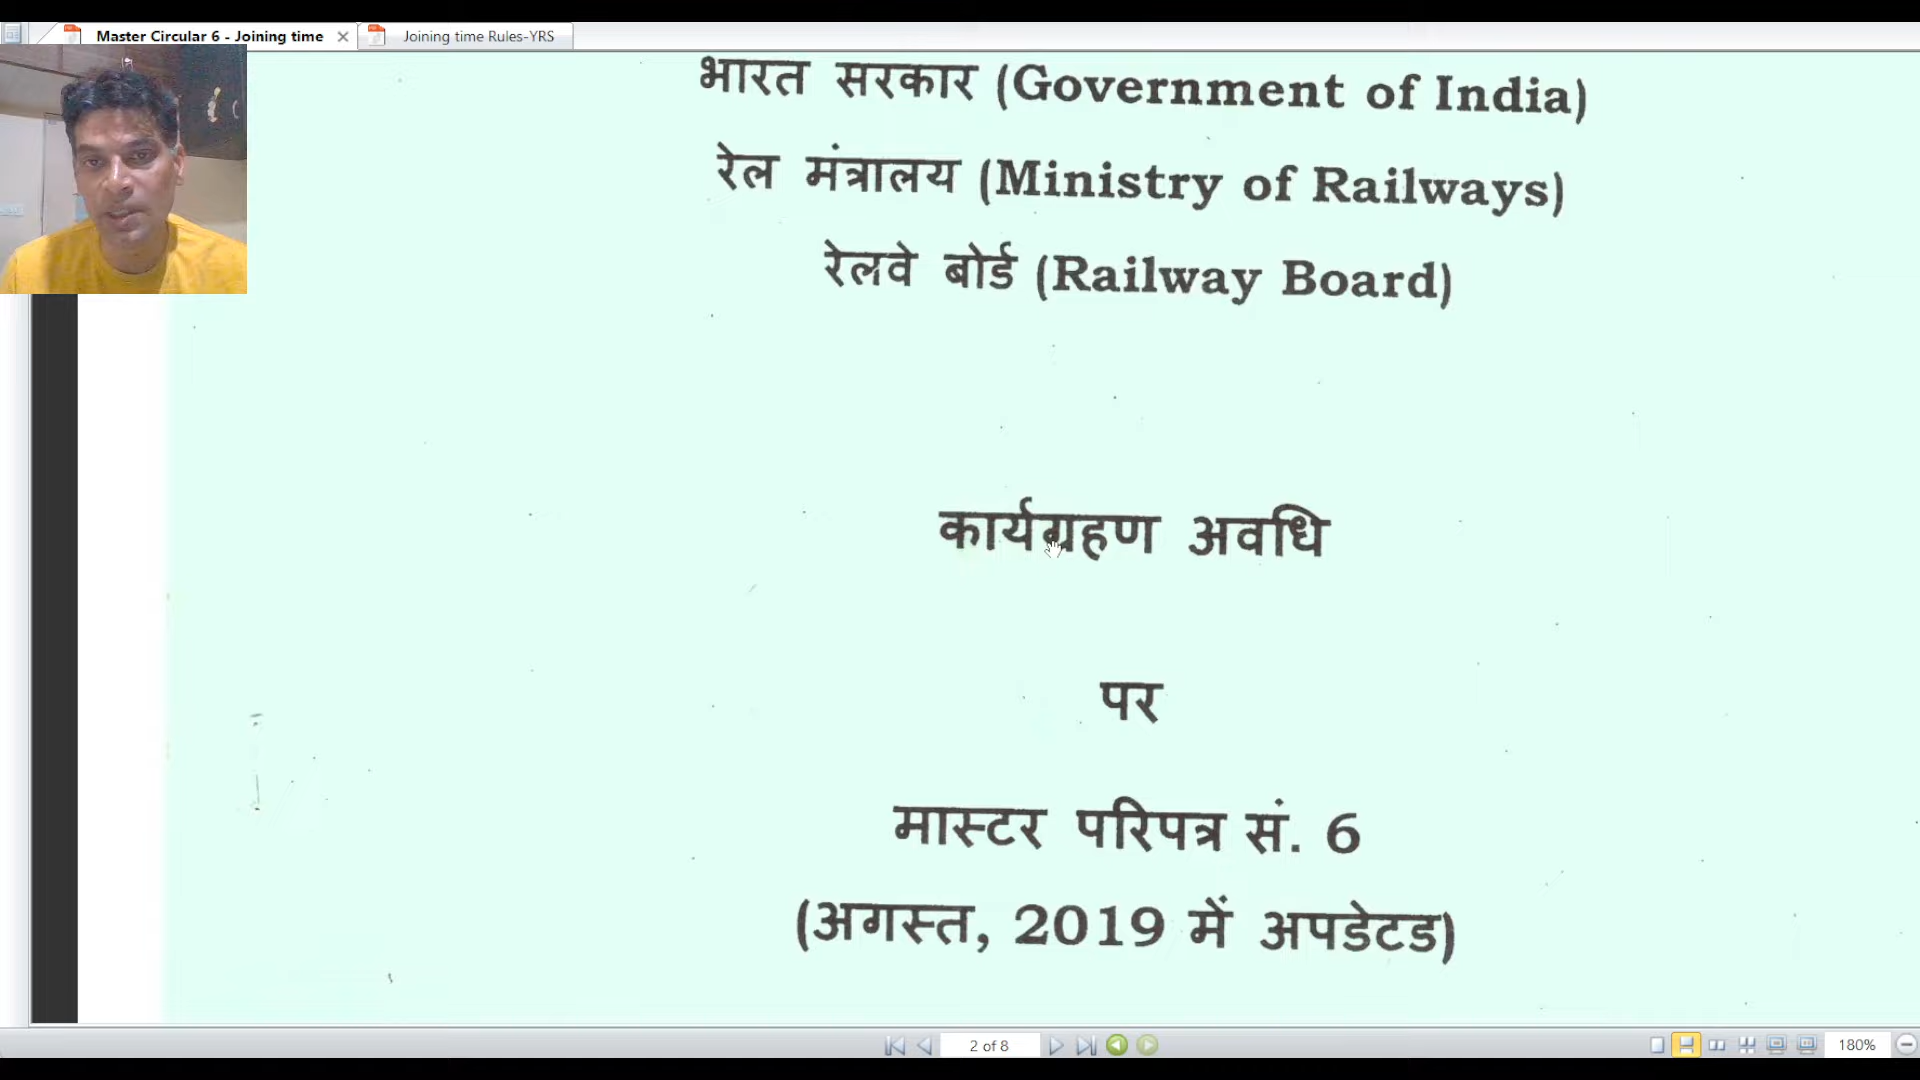 Master Circular 6 - Joining time
Joining time Rules-YRS
भारत सरकार (Government of India)
रेल मंत्रालय (Ministry of Railways)
रेलवे बोर्ड (Railway Board)
कार्यग्रहण अवधि
पर
मास्टर परिपत्र सं. 6
(अगस्त, 2019 में अपडेटड)
2 of 8
180%